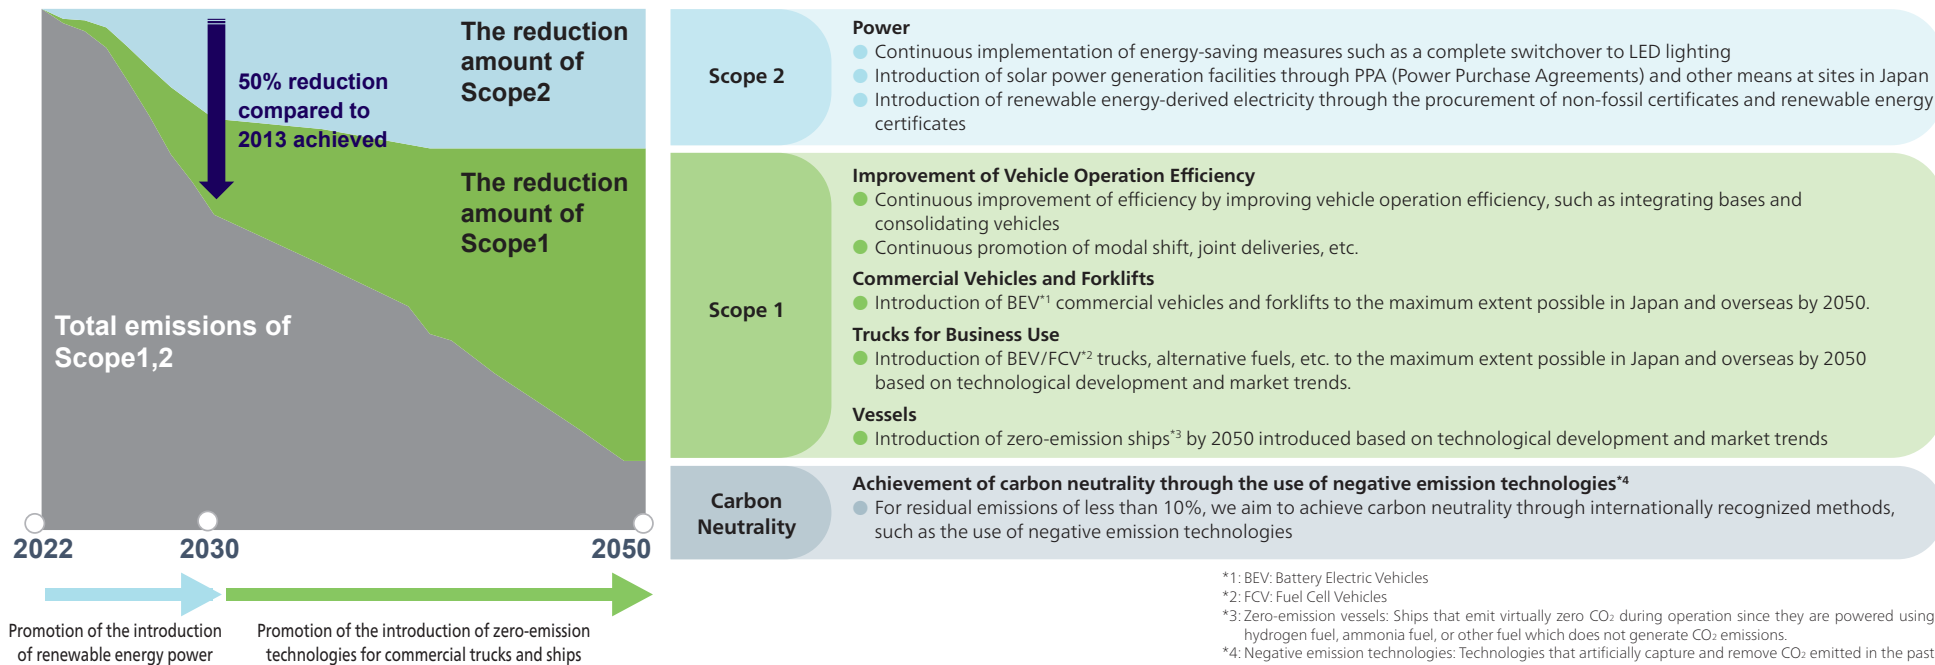 The reduction
amount of
Scope2
50% reduction
compared to
2013 achieved
The reduction
amount of
Scope1
Total emissions of
Scope1,2
2022
2030
2050
Promotion of the introduction
of renewable energy power
Promotion of the introduction of zero-emission
technologies for commercial trucks and ships
Scope 2
Power
Continuous implementation of energy-saving measures such as a complete switchover to LED lighting
Introduction of solar power generation facilities through PPA (Power Purchase Agreements) and other means at sites in Japan
Introduction of renewable energy-derived electricity through the procurement of non-fossil certificates and renewable energy
certificates
Scope 1
Improvement of Vehicle Operation Efficiency
Continuous improvement of efficiency by improving vehicle operation efficiency, such as integrating bases and
consolidating vehicles
Continuous promotion of modal shift, joint deliveries, etc.
Commercial Vehicles and Forklifts
Introduction of BEV*1 commercial vehicles and forklifts to the maximum extent possible in Japan and overseas by 2050.
Trucks for Business Use
Introduction of BEV/FCV*2 trucks, alternative fuels, etc. to the maximum extent possible in Japan and overseas by 2050
based on technological development and market trends.
Vessels
Introduction of zero-emission ships*3 by 2050 introduced based on technological development and market trends
Carbon
Neutrality
Achievement of carbon neutrality through the use of negative emission technologies*4
For residual emissions of less than 10%, we aim to achieve carbon neutrality through internationally recognized methods,
such as the use of negative emission technologies
*1: BEV: Battery Electric Vehicles
*2: FCV: Fuel Cell Vehicles
*3: Zero-emission vessels: Ships that emit virtually zero CO₂ during operation since they are powered using
hydrogen fuel, ammonia fuel, or other fuel which does not generate CO₂ emissions.
*4: Negative emission technologies: Technologies that artificially capture and remove CO₂ emitted in the past